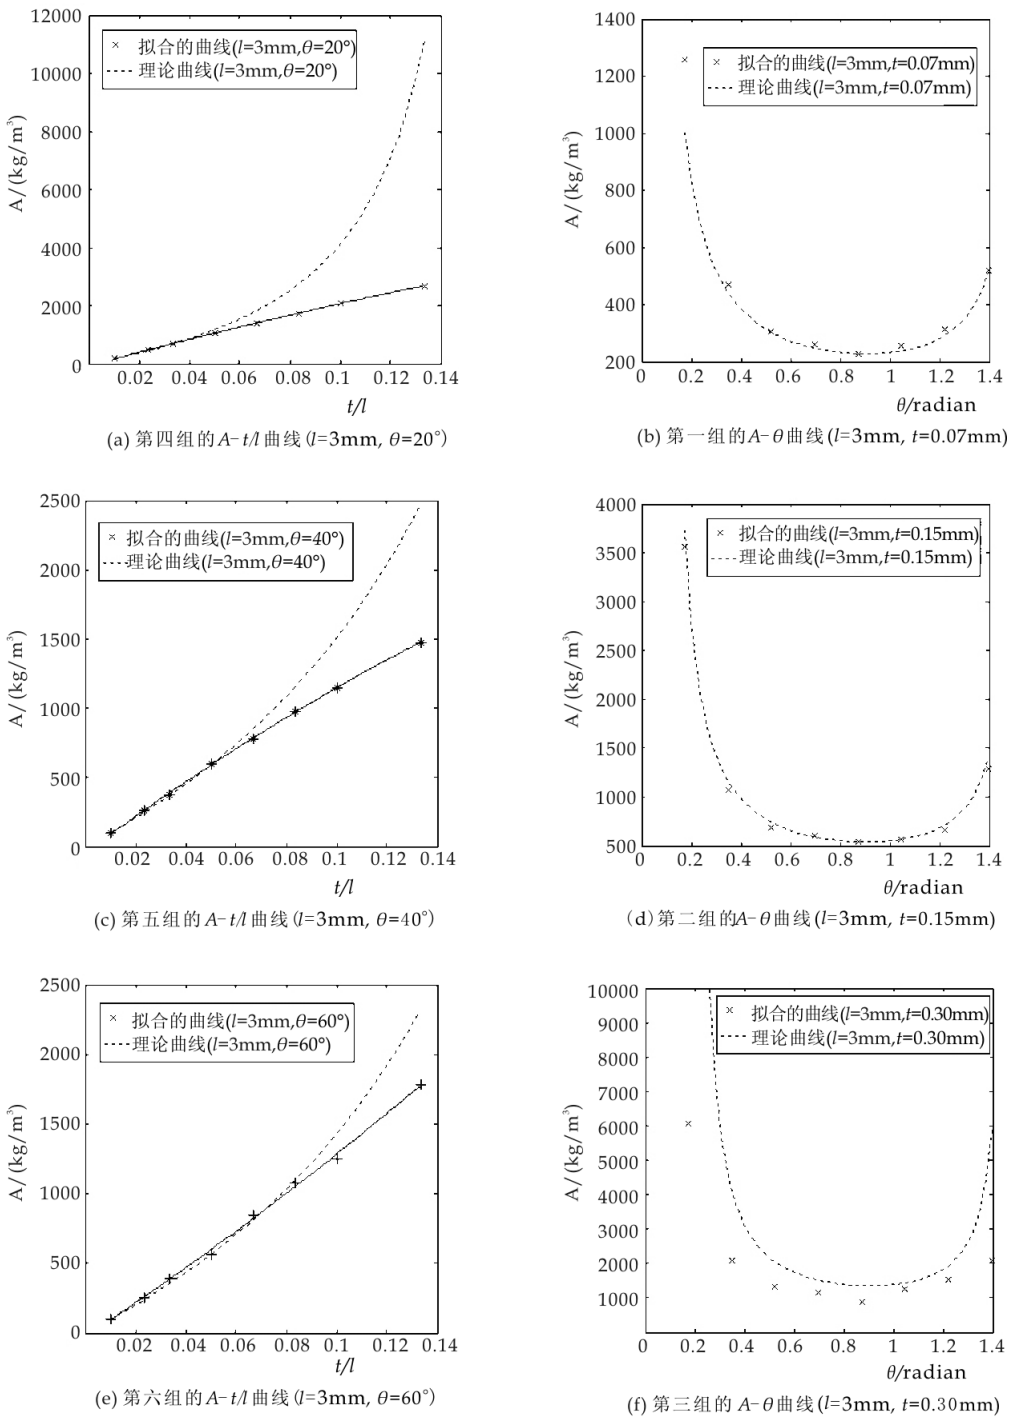 12000
10000
8000
6000
4000
2000
0
A/(kg/m³)
× 拟合的曲线(l=3mm,θ=20°)
----- 理论曲线(l=3mm,θ=20°)
0.02 0.04 0.06 0.08 0.1 0.12 0.14
t/l
(a) 第四组的A-t/l曲线(l=3mm, θ=20°)
1400
1200
1000
800
600
400
200
A/(kg/m³)
× 拟合的曲线(l=3mm,t=0.07mm)
----- 理论曲线(l=3mm,t=0.07mm)
0 0.2 0.4 0.6 0.8 1 1.2 1.4
θ/radian
(b) 第一组的A-θ曲线(l=3mm, t=0.07mm)
2500
2000
1500
1000
500
0
A/(kg/m³)
× 拟合的曲线(l=3mm,θ=40°)
----- 理论曲线(l=3mm,θ=40°)
0.02 0.04 0.06 0.08 0.1 0.12 0.14
t/l
(c) 第五组的A-t/l曲线(l=3mm, θ=40°)
4000
3500
3000
2500
2000
1500
1000
500
A/(kg/m³)
× 拟合的曲线(l=3mm,t=0.15mm)
----- 理论曲线(l=3mm,t=0.15mm)
0 0.2 0.4 0.6 0.8 1 1.2 1.4
θ/radian
(d) 第二组的A-θ曲线(l=3mm, t=0.15mm)
2500
2000
1500
1000
500
0
A/(kg/m³)
× 拟合的曲线(l=3mm,θ=60°)
----- 理论曲线(l=3mm,θ=60°)
0.02 0.04 0.06 0.08 0.1 0.12 0.14
t/l
(e) 第六组的A-t/l曲线(l=3mm, θ=60°)
10000
9000
8000
7000
6000
5000
4000
3000
2000
1000
A/(kg/m³)
× 拟合的曲线(l=3mm,t=0.30mm)
----- 理论曲线(l=3mm,t=0.30mm)
0 0.2 0.4 0.6 0.8 1 1.2 1.4
θ/radian
(f) 第三组的A-θ曲线(l=3mm, t=0.30mm)